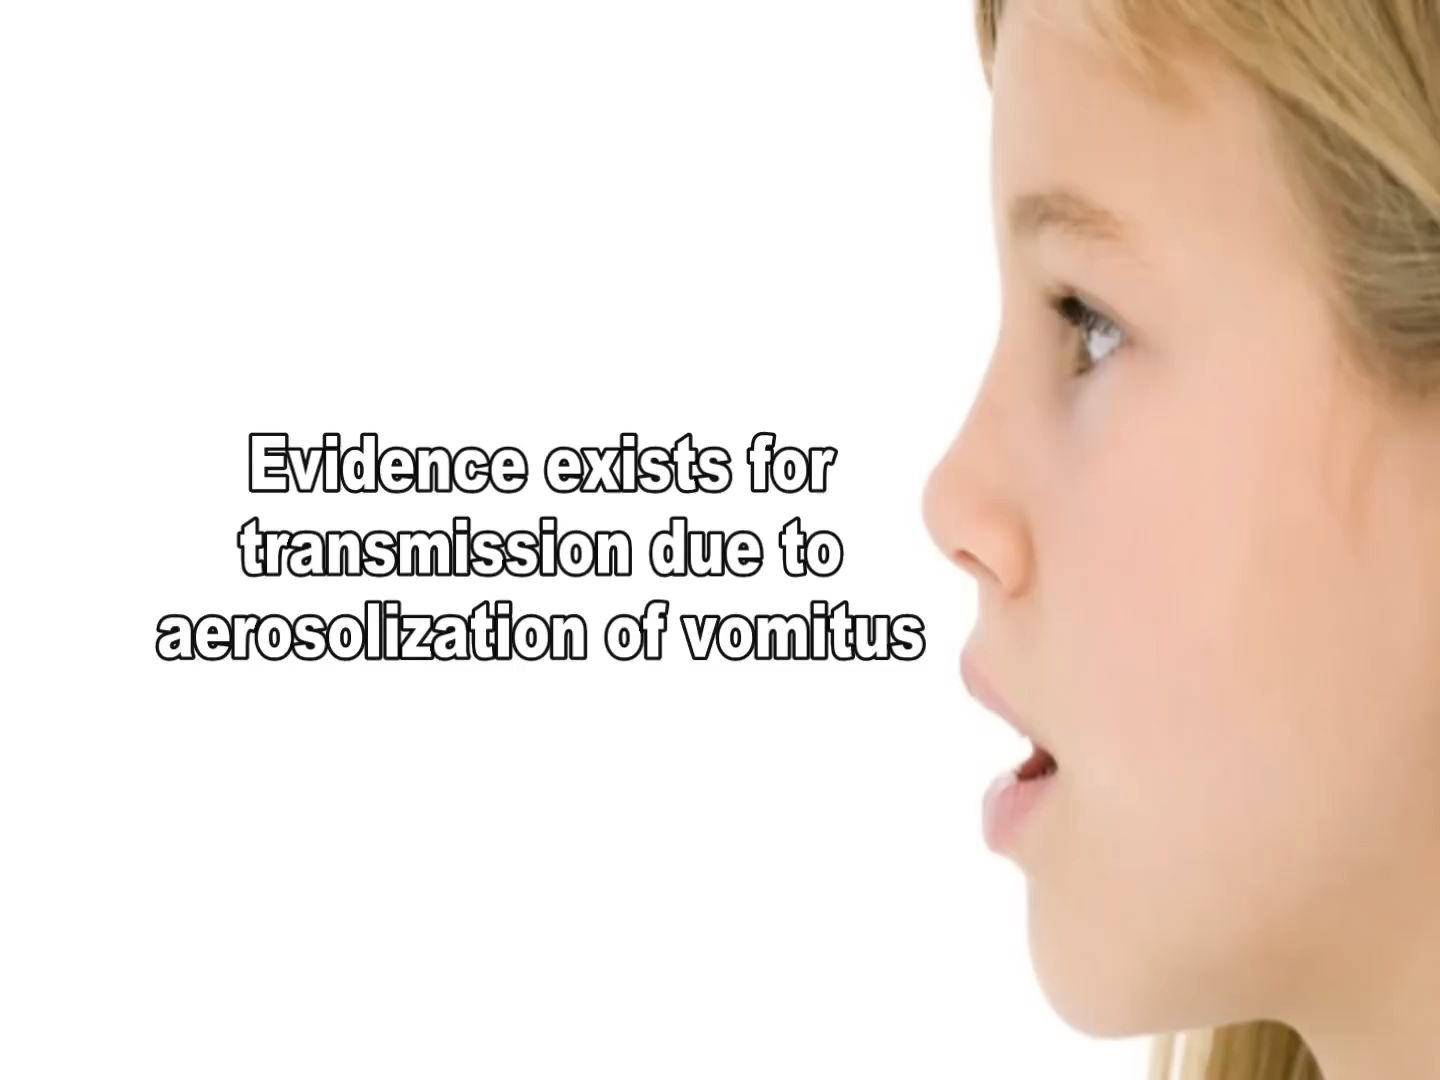 Evidence exists for
transmission due to
aerosolization of vomitus